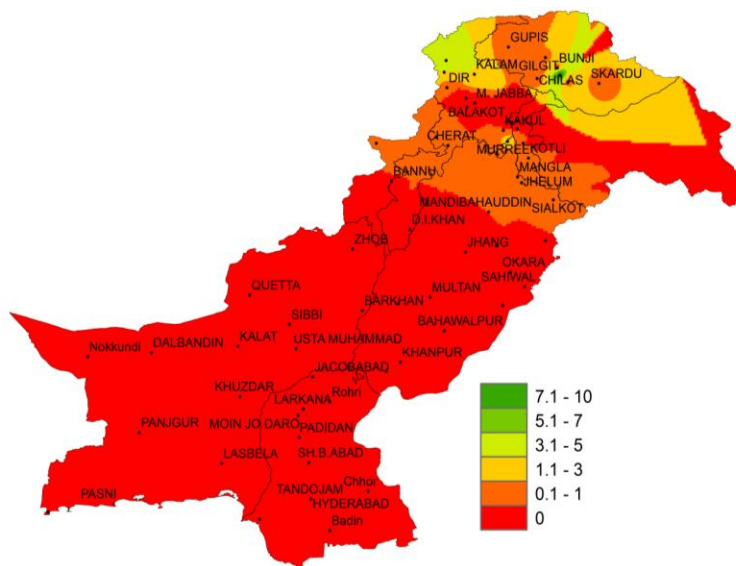 GUPIS
GILGIT
BUNJI
KALAM
CHILAS
SKARDU
DIR
M. JABBA
BALAKOT
KAKUL
CHERAT
MURREE
KOTLI
BANNU
MANGLA
JHELUM
MANDIBAHAUDDIN
SIALKOT
D.I.KHAN
ZHOB
JHANG
OKARA
SAHIWAL
QUETTA
MULTAN
BARKHAN
SIBBI
BAHAWALPUR
Nokkundi
DALBANDIN
KALAT
USTA MUHAMMAD
KHANPUR
JACOBABAD
KHUZDAR
LARKANA
Rohri
PANJGUR
MOIN JO DARO
PADIDAN
LASBELA
SH.B.ABAD
PASNI
TANDOJAM
Chhor
HYDERABAD
Badin
7.1 - 10
5.1 - 7
3.1 - 5
1.1 - 3
0.1 - 1
0